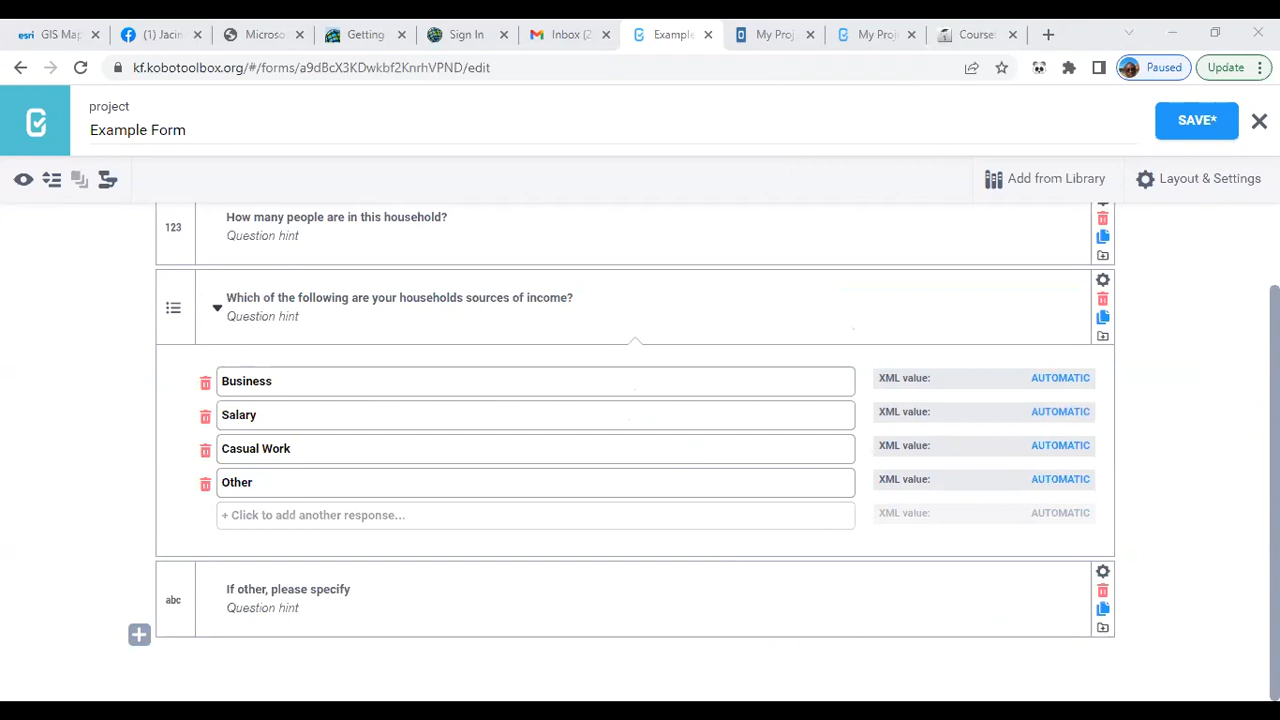 esri GIS Map
(1) Jacin
Microso
Getting
Sign In
Inbox (2
Example
My Proj
My Proj
Course
kf.kobotoolbox.org/#/forms/a9dBcX3KDwkbf2KnrhVPND/edit
Paused
Update
project
Example Form
SAVE*
Add from Library
Layout & Settings
123
How many people are in this household?
Question hint
Which of the following are your households sources of income?
Question hint
Business
XML value:
AUTOMATIC
Salary
XML value:
AUTOMATIC
Casual Work
XML value:
AUTOMATIC
Other
XML value:
AUTOMATIC
+ Click to add another response...
XML value:
AUTOMATIC
abc
If other, please specify
Question hint